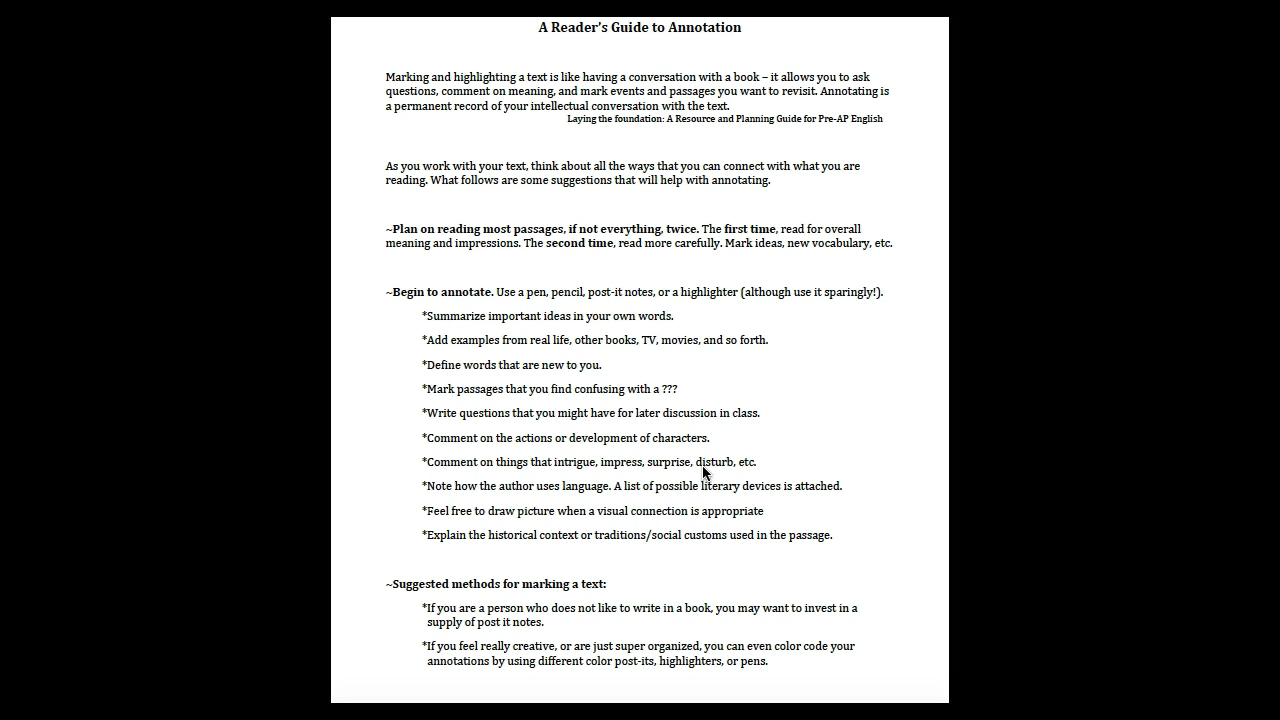 A Reader's Guide to Annotation
Marking and highlighting a text is like having a conversation with a book – it allows you to ask
questions, comment on meaning, and mark events and passages you want to revisit. Annotating is
a permanent record of your intellectual conversation with the text.
Laying the foundation: A Resource and Planning Guide for Pre-AP English
As you work with your text, think about all the ways that you can connect with what you are
reading. What follows are some suggestions that will help with annotating.
~Plan on reading most passages, if not everything, twice. The first time, read for overall
meaning and impressions. The second time, read more carefully. Mark ideas, new vocabulary, etc.
~Begin to annotate. Use a pen, pencil, post-it notes, or a highlighter (although use it sparingly!).
*Summarize important ideas in your own words.
*Add examples from real life, other books, TV, movies, and so forth.
*Define words that are new to you.
*Mark passages that you find confusing with a ???
*Write questions that you might have for later discussion in class.
*Comment on the actions or development of characters.
*Comment on things that intrigue, impress, surprise, disturb, etc.
*Note how the author uses language. A list of possible literary devices is attached.
*Feel free to draw picture when a visual connection is appropriate
*Explain the historical context or traditions/social customs used in the passage.
~Suggested methods for marking a text:
*If you are a person who does not like to write in a book, you may want to invest in a
supply of post it notes.
*If you feel really creative, or are just super organized, you can even color code your
annotations by using different color post-its, highlighters, or pens.